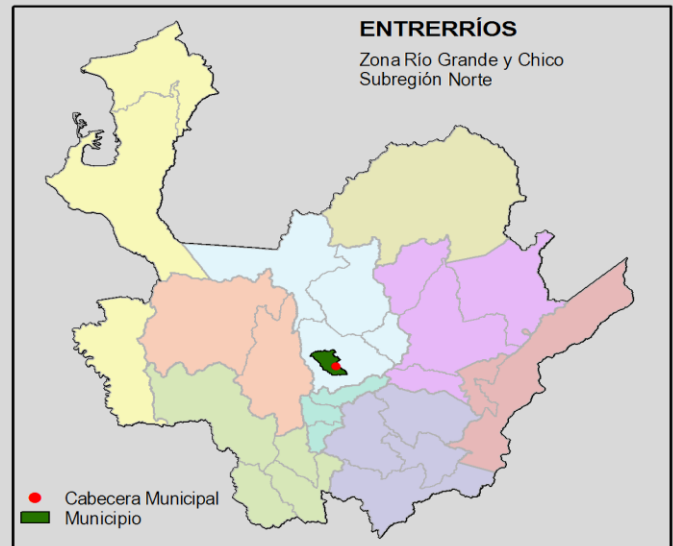 ENTRERRÍOS
Zona Río Grande y Chico
Subregión Norte
Cabecera Municipal
Municipio